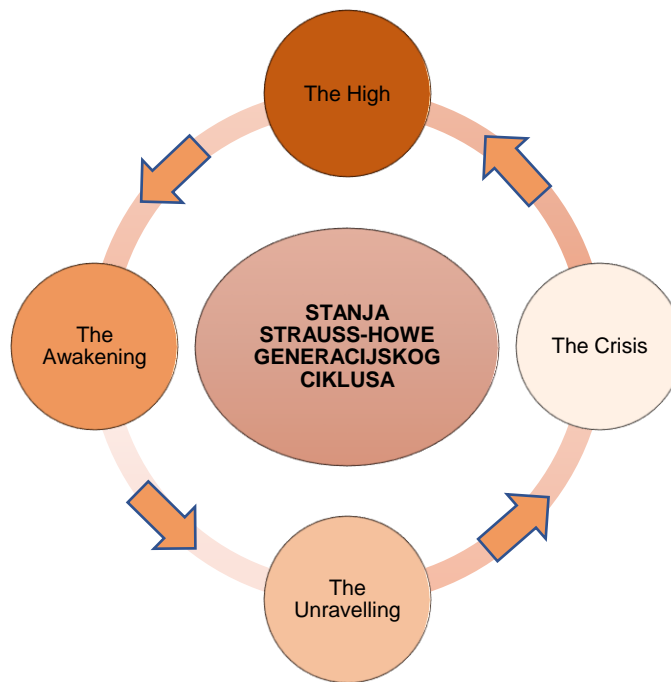 The High
The
Awakening
STANJA
STRAUSS-HOWE
GENERACIJSKOG
CIKLUSA
The Crisis
The
Unravelling